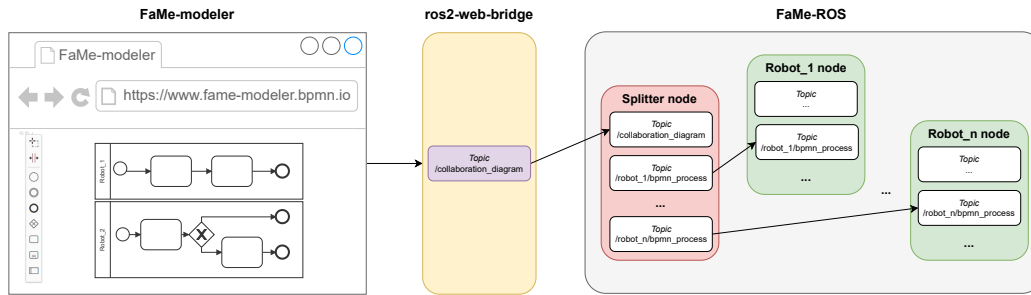 FaMe-modeler
FaMe-modeler
https://www.fame-modeler.bpmn.io
Robot_1
Robot_2
X
ros2-web-bridge
Topic
/collaboration_diagram
FaMe-ROS
Splitter node
Topic
/collaboration_diagram
Topic
/robot_1/bpmn_process
...
Topic
/robot_n/bpmn_process
Robot_1 node
Topic
...
Topic
/robot_1/bpmn_process
...
...
Robot_n node
Topic
...
Topic
/robot_n/bpmn_process
...